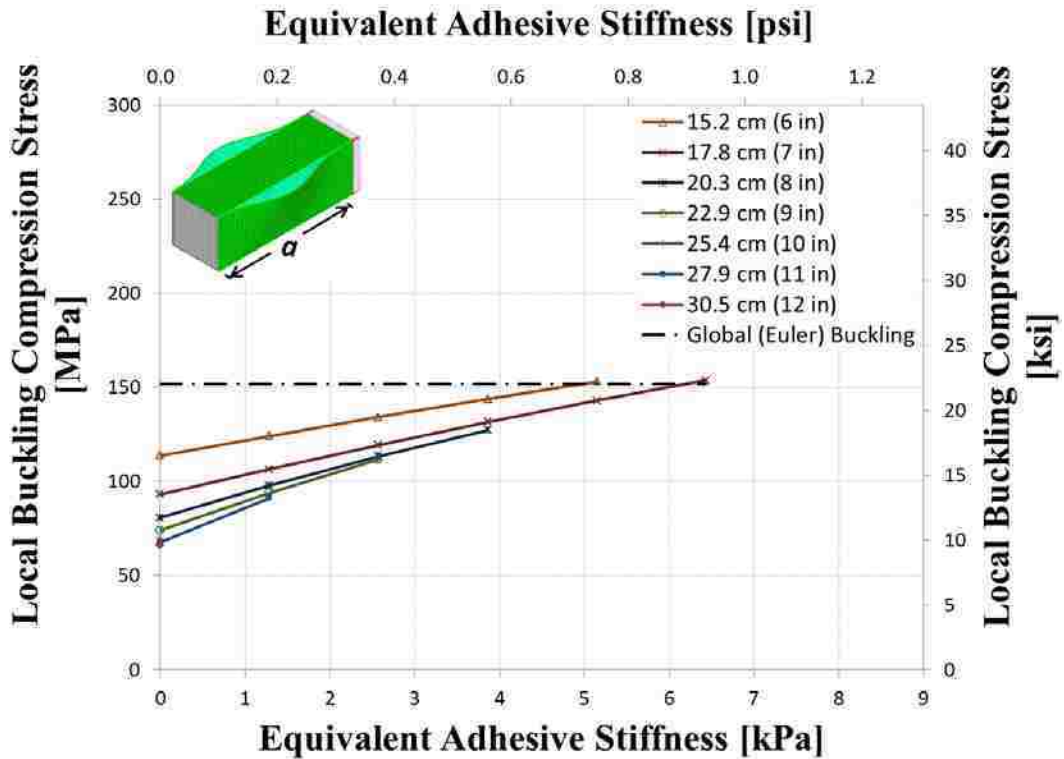 Equivalent Adhesive Stiffness [psi]
0.0 0.2 0.4 0.6 0.8 1.0 1.2
Local Buckling Compression Stress
[MPa]
300
250
200
150
100
50
0
a
15.2 cm (6 in)
17.8 cm (7 in)
20.3 cm (8 in)
22.9 cm (9 in)
25.4 cm (10 in)
27.9 cm (11 in)
30.5 cm (12 in)
Global (Euler) Buckling
40
35
30
25
20
15
10
5
0
Local Buckling Compression Stress
[ksi]
0 1 2 3 4 5 6 7 8 9
Equivalent Adhesive Stiffness [kPa]